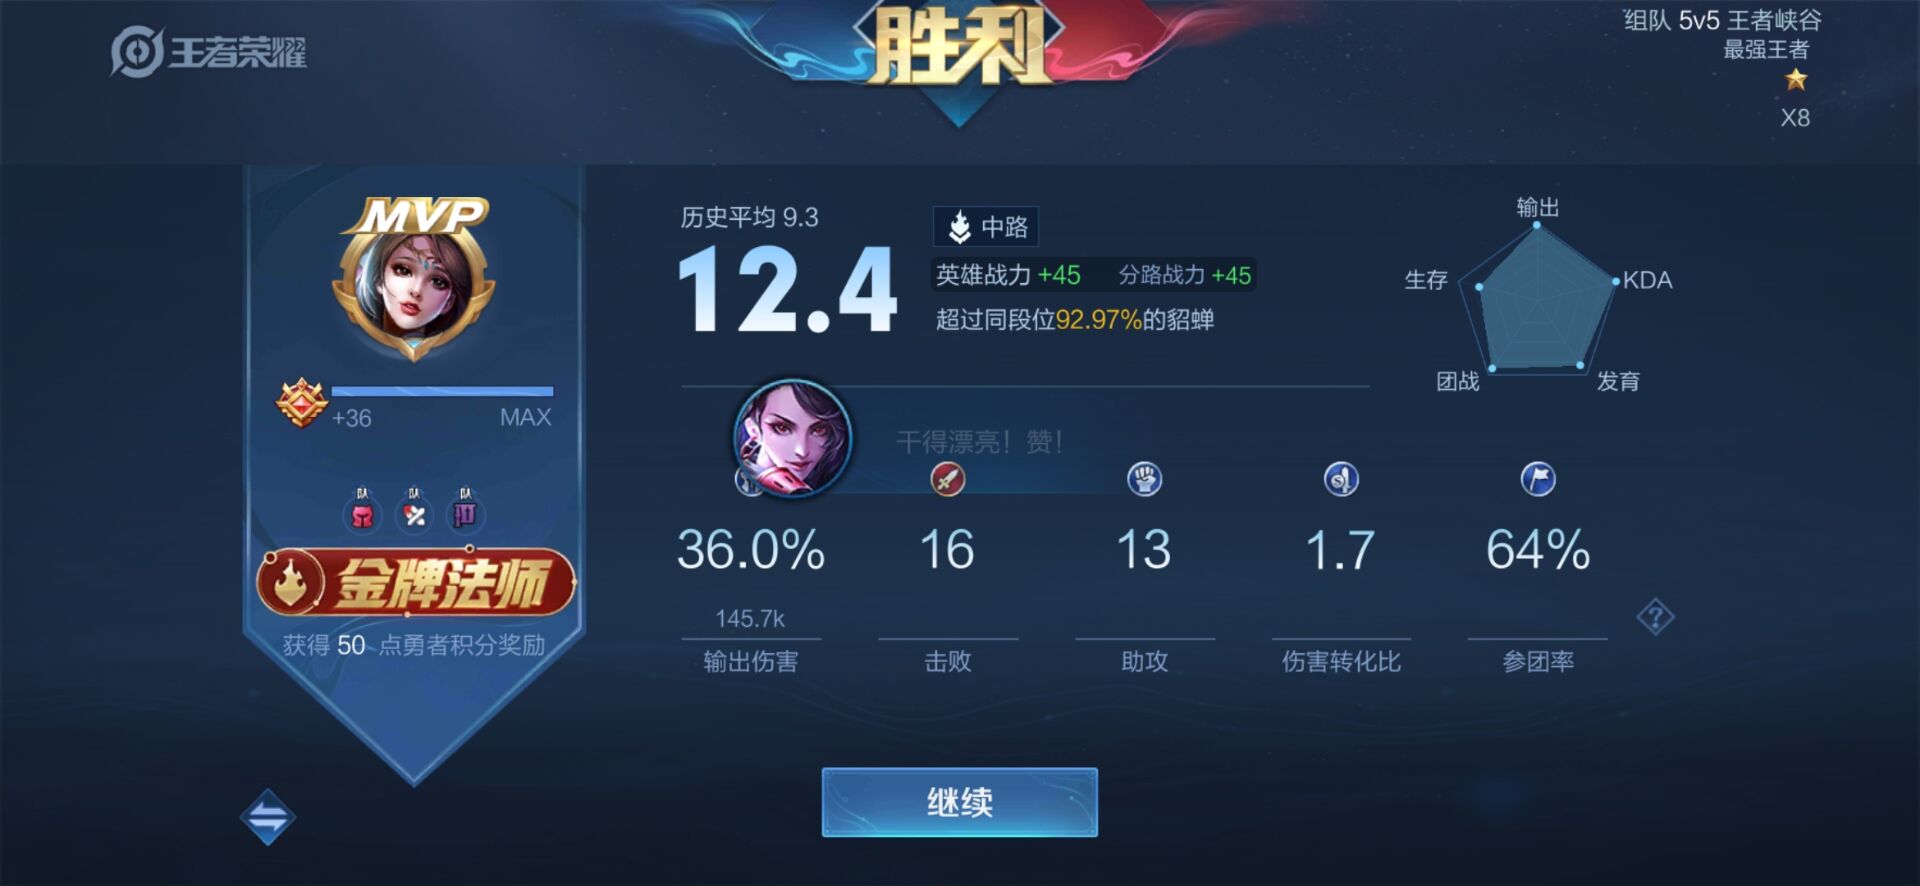 王者荣耀
胜利
组队 5v5 王者峡谷
最强王者
X8
MVP
+36
MAX
队 队 队
金牌法师
获得 50 点勇者积分奖励
历史平均 9.3
12.4
中路
英雄战力 +45 分路战力 +45
超过同段位92.97%的貂蝉
输出
KDA
发育
团战
生存
干得漂亮！赞！
36.0% 16 13 1.7 64%
145.7k
输出伤害 击败 助攻 伤害转化比 参团率
?
继续